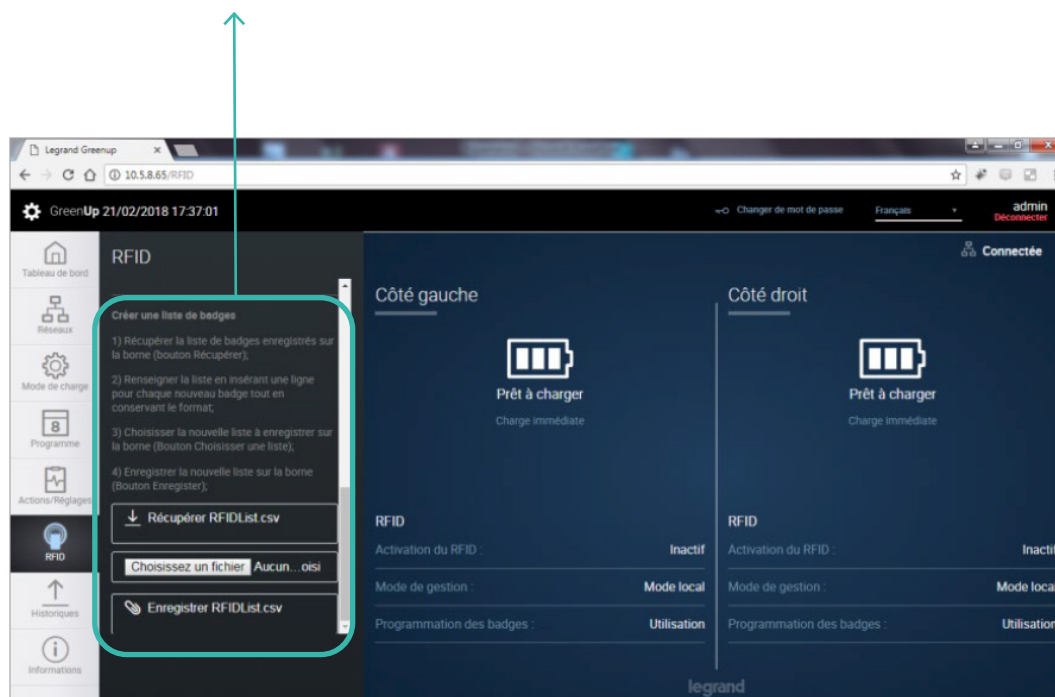 Legrand Greenup
10.5.8.65/RFID
GreenUp 21/02/2018 17:37:01
Changer de mot de passe
Français
admin
Déconnecter
Tableau de bord
Réseaux
Mode de charge
8
Programme
Actions/Réglages
RFID
Historiques
Informations
RFID
Créer une liste de badges
1) Récupérer la liste de badges enregistrés sur
la borne (bouton Récupérer);
2) Renseigner la liste en insérant une ligne
pour chaque nouveau badge tout en
conservant le format;
3) Choisisser la nouvelle liste à enregistrer sur
la borne (Bouton Choisisser une liste);
4) Enregistrer la nouvelle liste sur la borne
(Bouton Enregister);
Récupérer RFIDList.csv
Choisissez un fichier Aucun...oisi
Enregistrer RFIDList.csv
Connectée
Côté gauche
Prêt à charger
Charge immédiate
RFID
Activation du RFID : Inactif
Mode de gestion : Mode local
Programmation des badges : Utilisation
Côté droit
Prêt à charger
Charge immédiate
RFID
Activation du RFID : Inacti
Mode de gestion : Mode loca
Programmation des badges : Utilisation
legrand